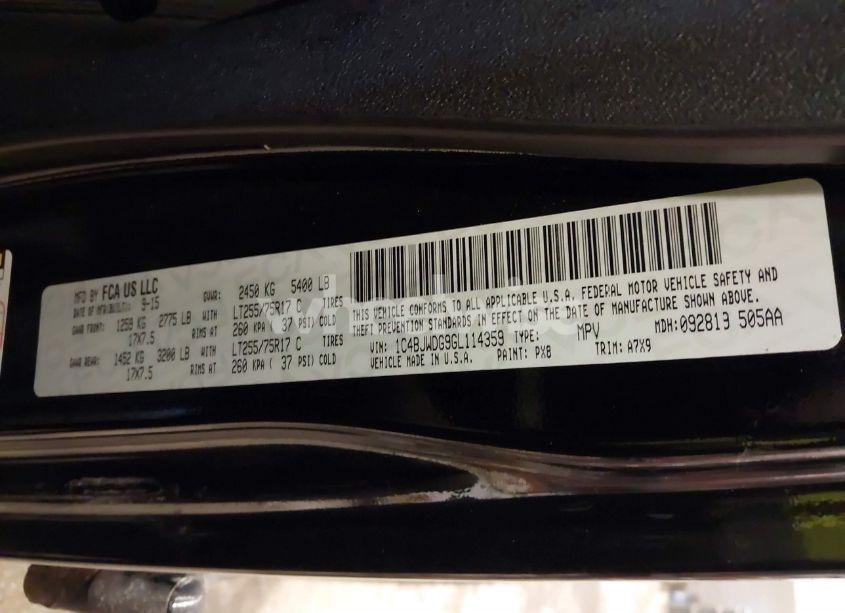 MFD BY FCA US LLC
DATE OF MFR(BUILT): 9-15
GVWR: 2450 KG 5400 LB
GAWR FRONT: 1259 KG 2775 LB WITH LT255/75R17 C TIRES
17X7.5 RIMS AT 260 KPA ( 37 PSI) COLD
GAWR REAR: 1452 KG 3200 LB WITH LT255/75R17 C TIRES
17X7.5 RIMS AT 260 KPA ( 37 PSI) COLD
THIS VEHICLE CONFORMS TO ALL APPLICABLE U.S.A. FEDERAL MOTOR VEHICLE SAFETY AND
THEFT PREVENTION STANDARDS IN EFFECT ON THE DATE OF MANUFACTURE SHOWN ABOVE.
VIN: 1C4BJWDG9GL114359 TYPE: MPV MDH:092813 505AA
VEHICLE MADE IN U.S.A. PAINT: PX8 TRIM: A7X9